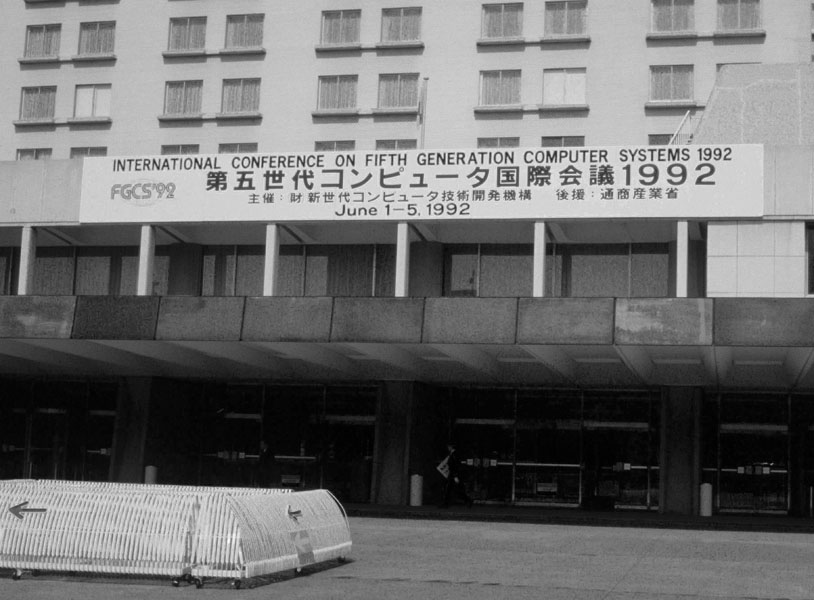 INTERNATIONAL CONFERENCE ON FIFTH GENERATION COMPUTER SYSTEMS 1992
FGCS'92
第五世代コンピュータ国際会議1992
主催：財新世代コンピュータ技術開発機構　後援：通商産業省
June 1-5, 1992